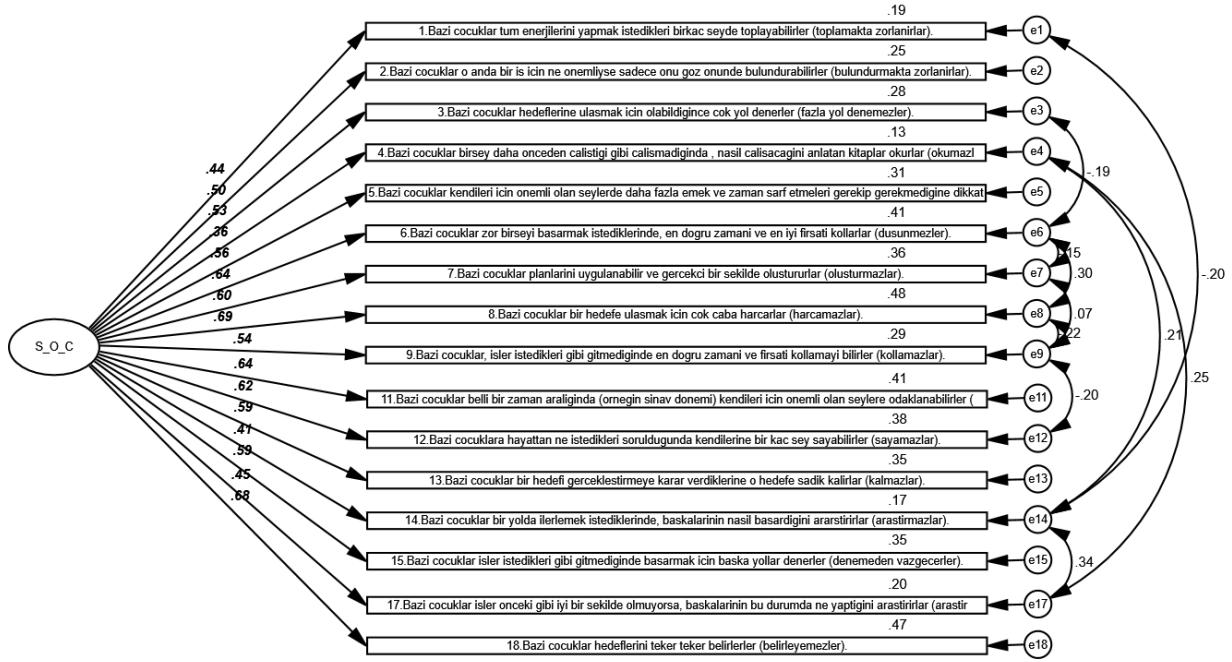 .19
1.Bazi cocuklar tum enerjilerini yapmak istedikleri birkac seyde toplayabilirler (toplamakta zorlanirlar).
e1
.25
2.Bazi cocuklar o anda bir is icin ne onemliyse sadece onu goz onunde bulundurabilirler (bulundurmakta zorlanirlar).
e2
.28
3.Bazi cocuklar hedeflerine ulasmak icin olabildigince cok yol denerler (fazla yol denemezler).
e3
.13
4.Bazi cocuklar birsey daha onceden calistigi gibi calismadiginda , nasil calisacagini anlatan kitaplar okurlar (okumazl
e4
.31
5.Bazi cocuklar kendileri icin onemli olan seylerde daha fazla emek ve zaman sarf etmeleri gerekip gerekmedigine dikkat
e5
.41
6.Bazi cocuklar zor birseyi basarmak istediklerinde, en dogru zamani ve en iyi firsati kollarlar (dusunmezler).
e6
.36
7.Bazi cocuklar planlarini uygulanabilir ve gercekci bir sekilde olustururlar (olusturmazlar).
e7
.48
8.Bazi cocuklar bir hedefe ulasmak icin cok caba harcarlar (harcamazlar).
e8
.29
9.Bazi cocuklar, isler istedikleri gibi gitmediginde en dogru zamani ve firsati kollamayi bilirler (kollamazlar).
e9
.41
11.Bazi cocuklar belli bir zaman araliginda (ornegin sinav donemi) kendileri icin onemli olan seylere odaklanabilirler (
e11
.38
12.Bazi cocuklara hayattan ne istedikleri soruldugunda kendilerine bir kac sey sayabilirler (sayamazlar).
e12
.35
13.Bazi cocuklar bir hedefi gerceklestirmeye karar verdiklerine o hedefe sadik kalirlar (kalmazlar).
e13
.17
14.Bazi cocuklar bir yolda ilerlemek istediklerinde, baskalarinin nasil basardigini ararstirirlar (arastirmazlar).
e14
.35
15.Bazi cocuklar isler istedikleri gibi gitmediginde basarmak icin baska yollar denerler (denemeden vazgecerler).
e15
.20
17.Bazi cocuklar isler onceki gibi iyi bir sekilde olmuyorsa, baskalarinin bu durumda ne yaptigini arastirirlar (arastir
e17
.47
18.Bazi cocuklar hedeflerini teker teker belirlerler (belirleyemezler).
e18
S_O_C
.44
.50
.53
.36
.56
.64
.60
.69
.54
.64
.62
.59
.41
.59
.45
.68
-.19
.30
.07
-.20
-.20
.21
.25
.34